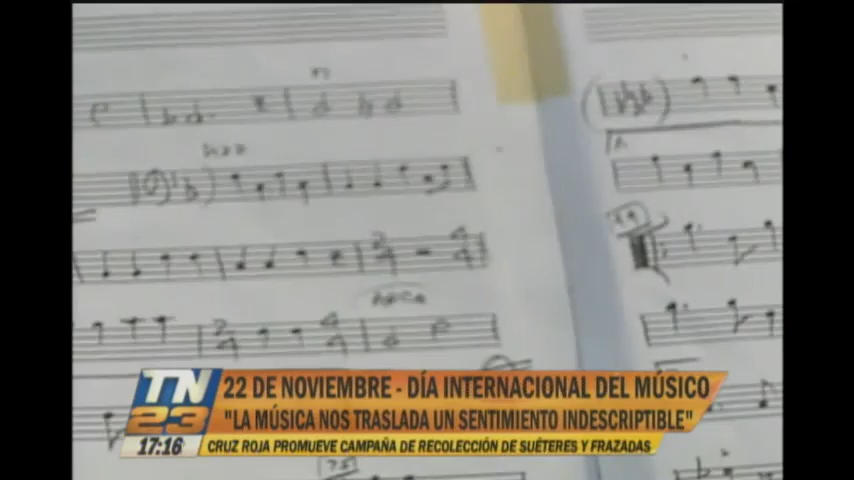 TN
23
17:16
22 DE NOVIEMBRE - DÍA INTERNACIONAL DEL MÚSICO
"LA MÚSICA NOS TRASLADA UN SENTIMIENTO INDESCRIPTIBLE"
CRUZ ROJA PROMUEVE CAMPAÑA DE RECOLECCIÓN DE SUÉTERES Y FRAZADAS